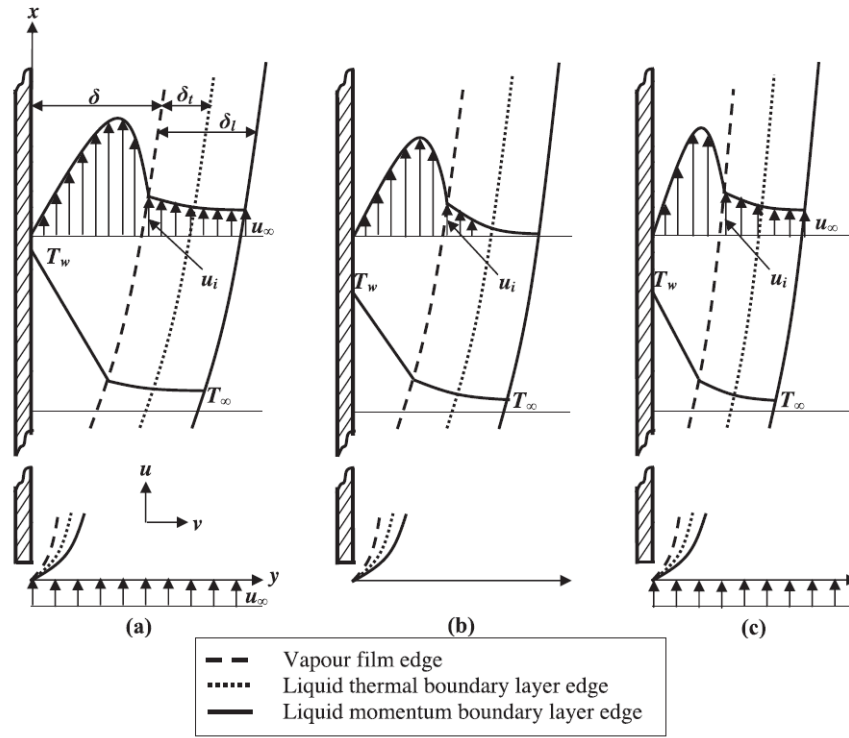 x
δ
δt
δl
u∞
Tw
ui
T∞
u
v
y
u∞
(a)
Tw
ui
T∞
(b)
u∞
Tw
ui
T∞
u∞
(c)
Vapour film edge
Liquid thermal boundary layer edge
Liquid momentum boundary layer edge